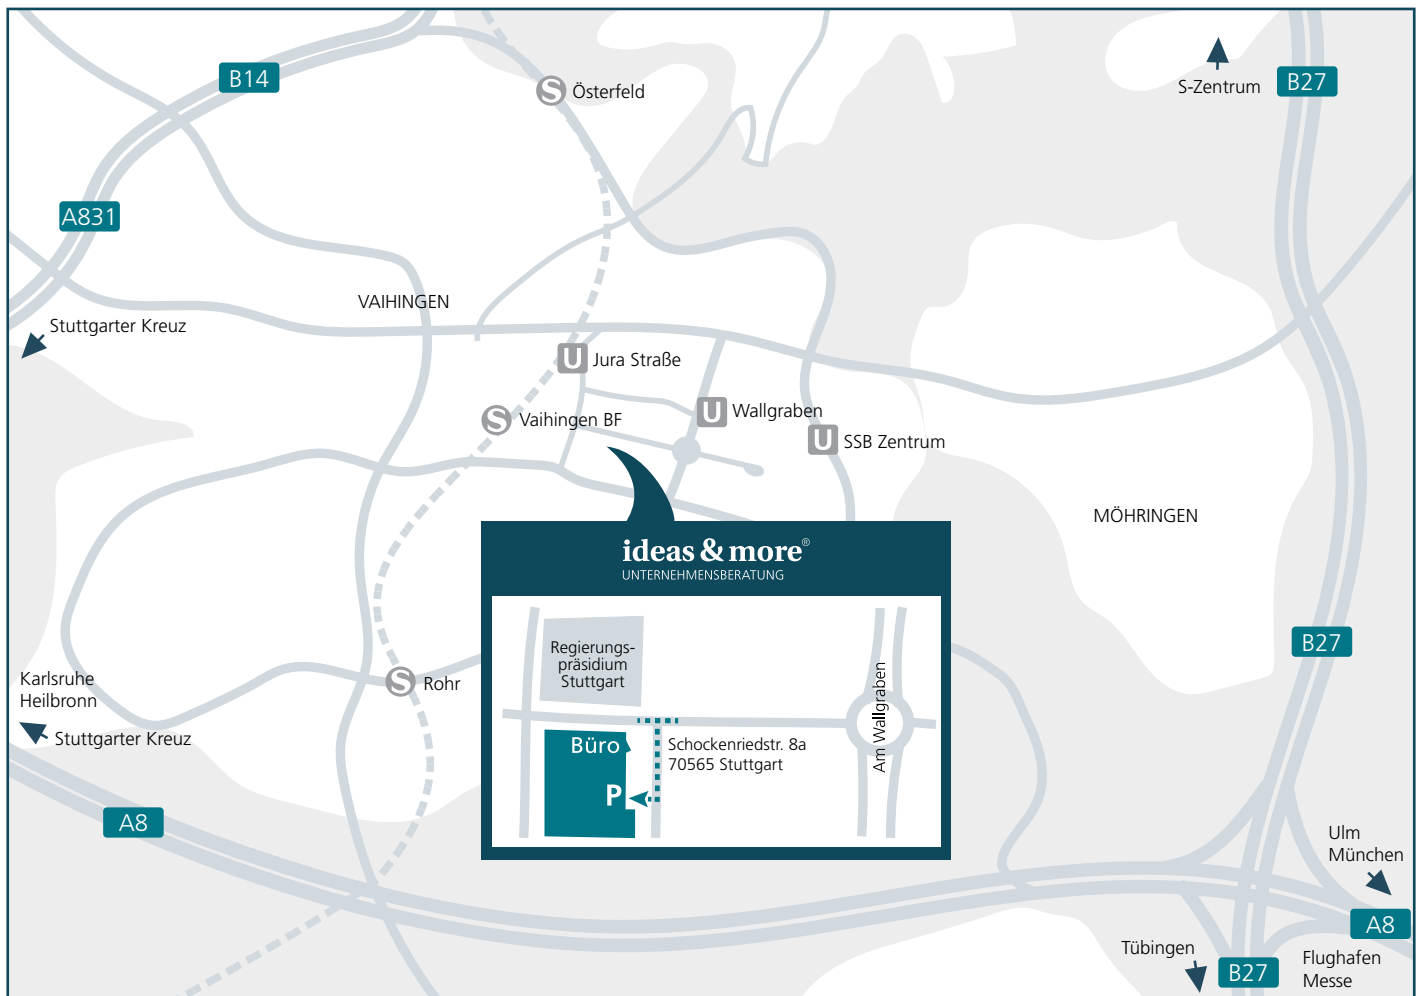 B14
S Österfeld
S-Zentrum
B27
A831
VAIHINGEN
Stuttgarter Kreuz
U Jura Straße
S Vaihingen BF
U Wallgraben
U SSB Zentrum
MÖHRINGEN
ideas & more®
UNTERNEHMENSBERATUNG
Regierungs-
präsidium
Stuttgart
Am Wallgraben
Büro
Schockenriedstr. 8a
70565 Stuttgart
P
B27
S Rohr
Karlsruhe
Heilbronn
Stuttgarter Kreuz
A8
Ulm
München
A8
Tübingen
B27
Flughafen
Messe